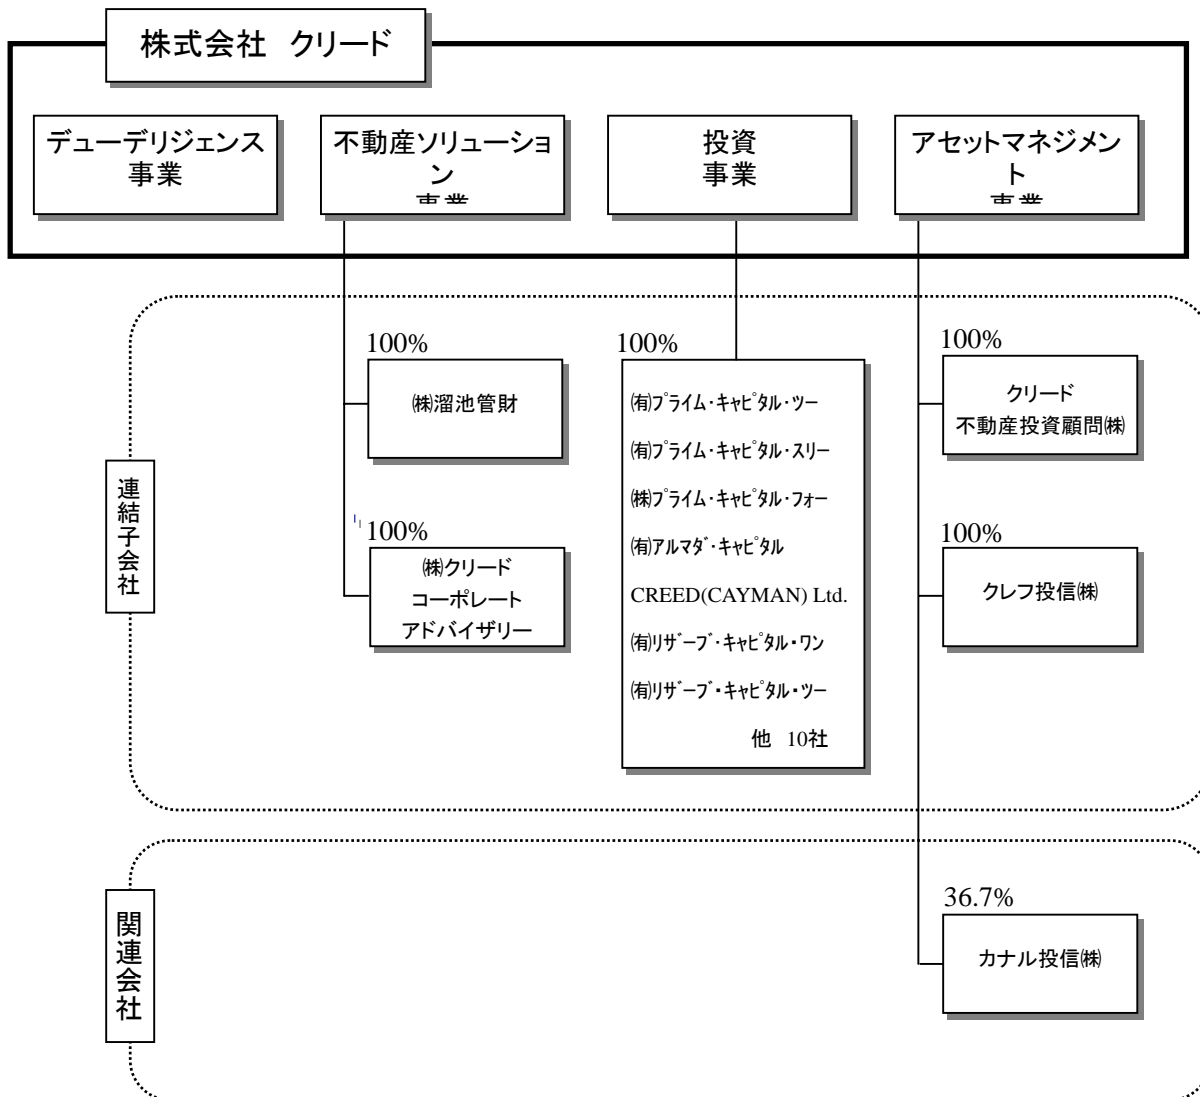 株式会社 クリード
デューデリジェンス
事業
不動産ソリューショ
ン
事業
投資
事業
アセットマネジメン
ト
事業
連結子会社
100%
㈱溜池管財
100%
㈱クリード
コーポレート
アドバイザリー
100%
㈲ﾌﾟﾗｲﾑ･ｷｬﾋﾟﾀﾙ･ﾂｰ
㈲ﾌﾟﾗｲﾑ･ｷｬﾋﾟﾀﾙ･ｽﾘｰ
㈱ﾌﾟﾗｲﾑ･ｷｬﾋﾟﾀﾙ･ﾌｫｰ
㈲ｱﾙﾏﾀﾞ･ｷｬﾋﾟﾀﾙ
CREED(CAYMAN) Ltd.
㈲ﾘｻﾞｰﾌﾞ･ｷｬﾋﾟﾀﾙ･ﾜﾝ
㈲ﾘｻﾞｰﾌﾞ･ｷｬﾋﾟﾀﾙ･ﾂｰ
他 10社
100%
クリード
不動産投資顧問㈱
100%
クレフ投信㈱
関連会社
36.7%
カナル投信㈱